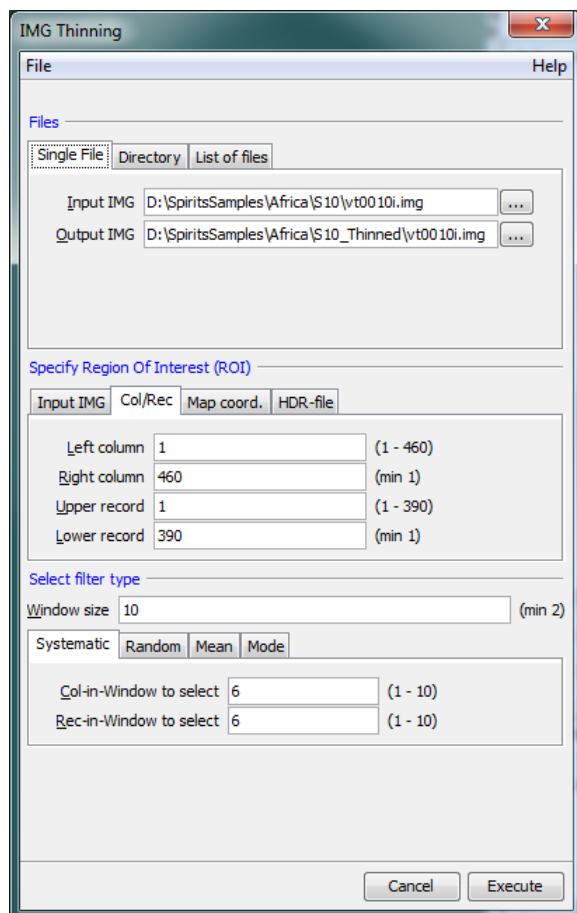 IMG Thinning
File Help
Files
Single File Directory List of files
Input IMG D:\SpiritsSamples\Africa\S10\vt0010i.img ...
Output IMG D:\SpiritsSamples\Africa\S10_Thinned\vt0010i.img ...
Specify Region Of Interest (ROI)
Input IMG Col/Rec Map coord. HDR-file
Left column 1 (1 - 460)
Right column 460 (min 1)
Upper record 1 (1 - 390)
Lower record 390 (min 1)
Select filter type
Window size 10 (min 2)
Systematic Random Mean Mode
Col-in-Window to select 6 (1 - 10)
Rec-in-Window to select 6 (1 - 10)
Cancel Execute